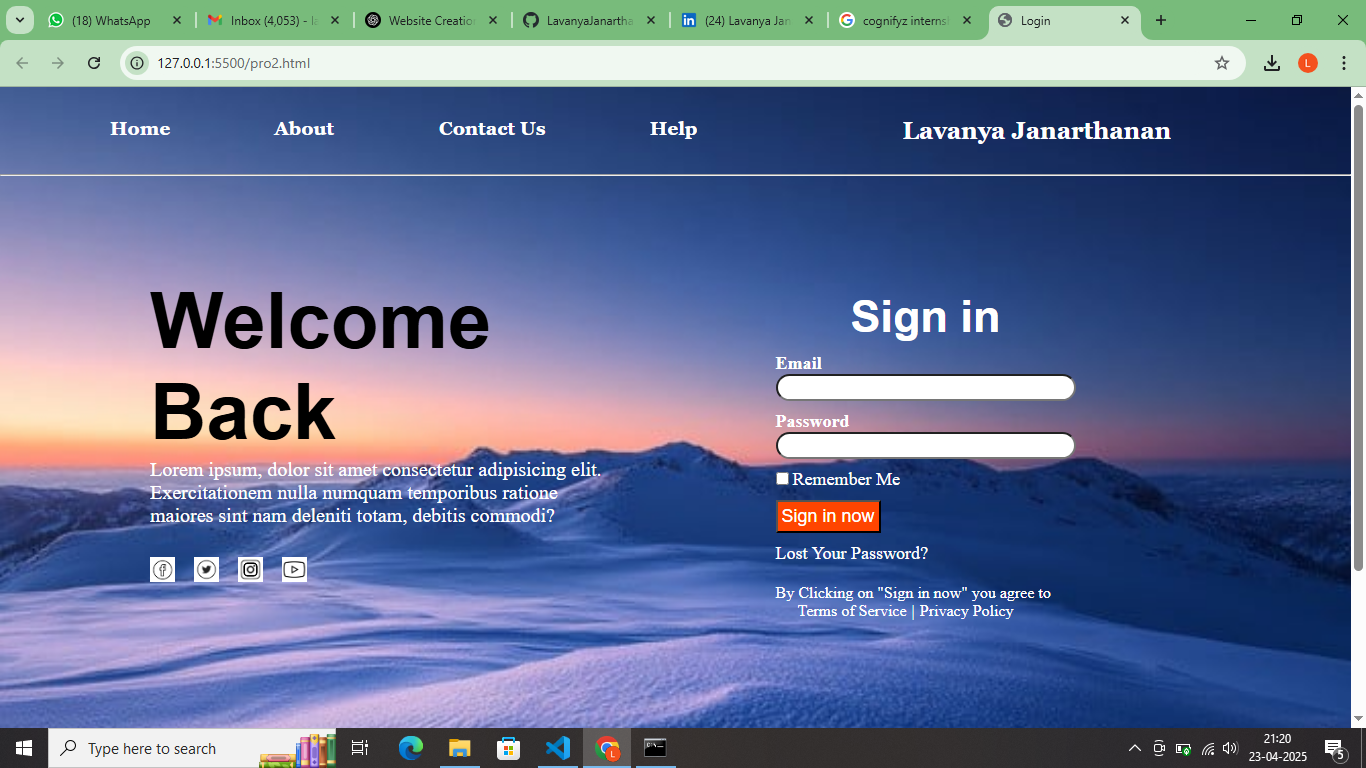 (18) WhatsApp
Inbox (4,053) - la
Website Creation
LavanyaJanartha
(24) Lavanya Jan
cognifyz interns
Login
127.0.0.1:5500/pro2.html
L
Home
About
Contact Us
Help
Lavanya Janarthanan
Welcome
Back
Lorem ipsum, dolor sit amet consectetur adipisicing elit.
Exercitationem nulla numquam temporibus ratione
maiores sint nam deleniti totam, debitis commodi?
Sign in
Email
Password
Remember Me
Sign in now
Lost Your Password?
By Clicking on "Sign in now" you agree to
Terms of Service | Privacy Policy
Type here to search
L
21:20
23-04-2025
5